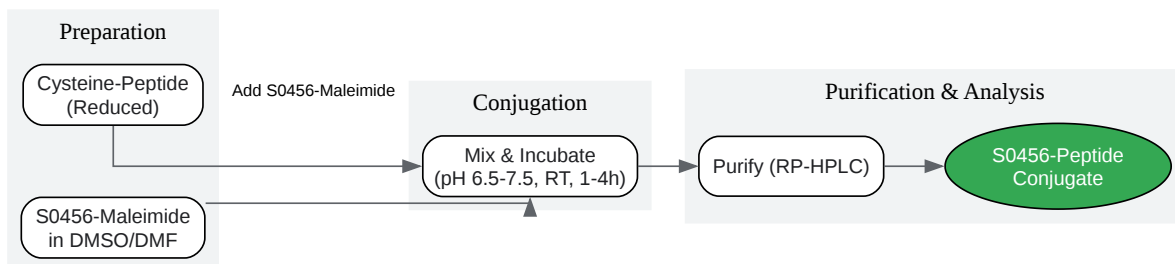 Preparation
Cysteine-Peptide
(Reduced)
S0456-Maleimide
in DMSO/DMF
Add S0456-Maleimide
Conjugation
Mix & Incubate
(pH 6.5-7.5, RT, 1-4h)
Purification & Analysis
Purify (RP-HPLC)
S0456-Peptide
Conjugate